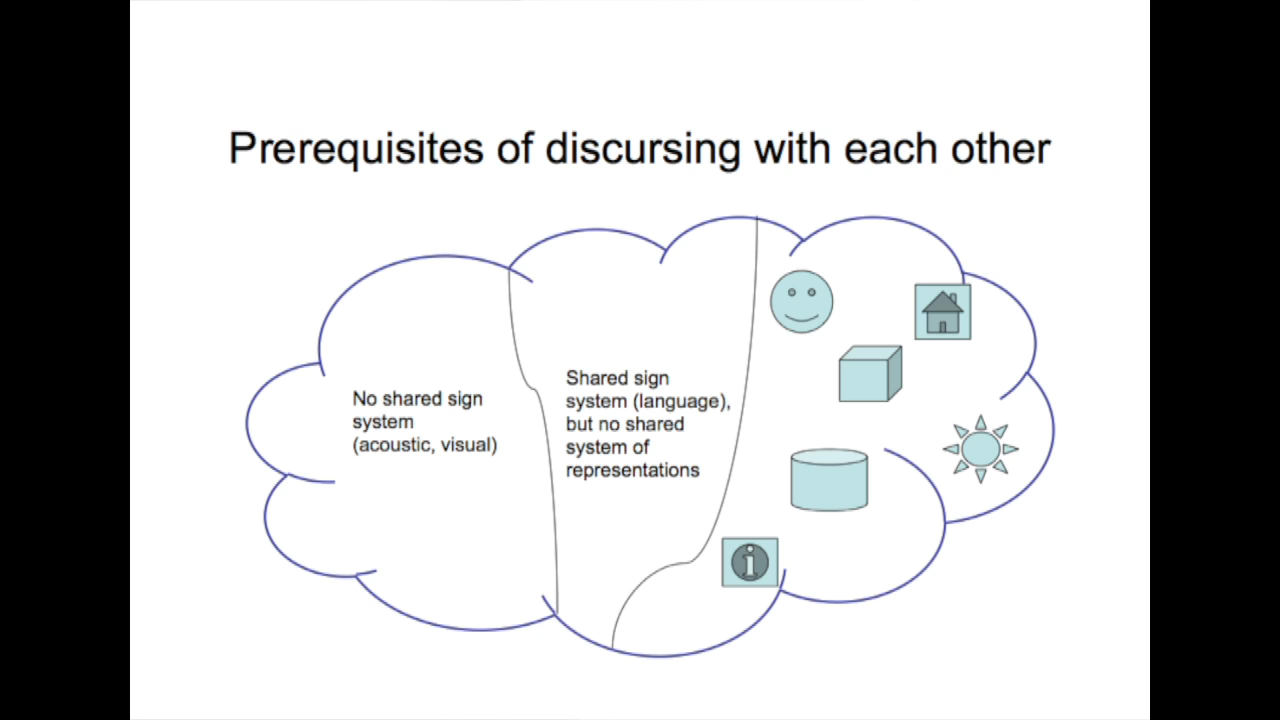 Prerequisites of discursing with each other
No shared sign
system
(acoustic, visual)
Shared sign
system (language),
but no shared
system of
representations
i